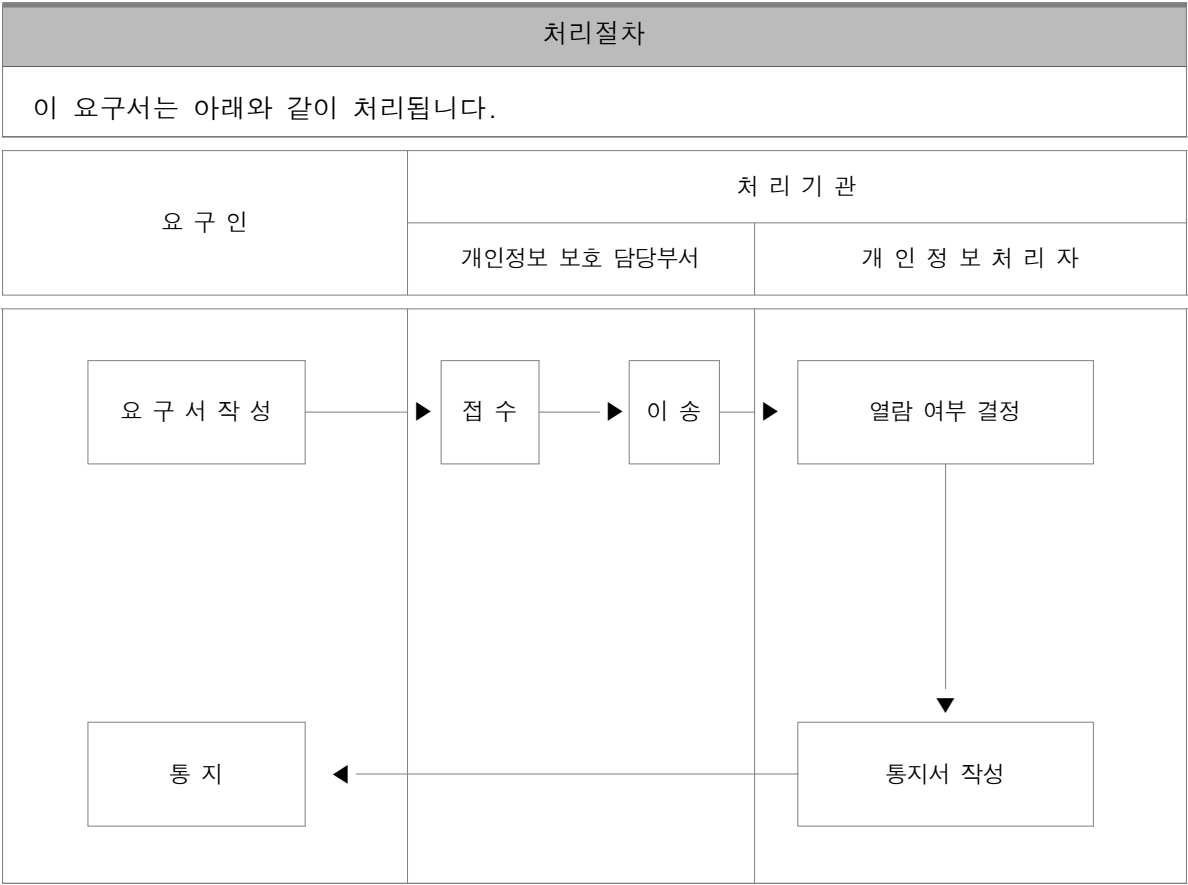 처리절차
이 요구서는 아래와 같이 처리됩니다.
요 구 인
처 리 기 관
개인정보 보호 담당부서
개 인 정 보 처 리 자
요 구 서 작 성
접 수
이 송
열람 여부 결정
통 지
통지서 작성